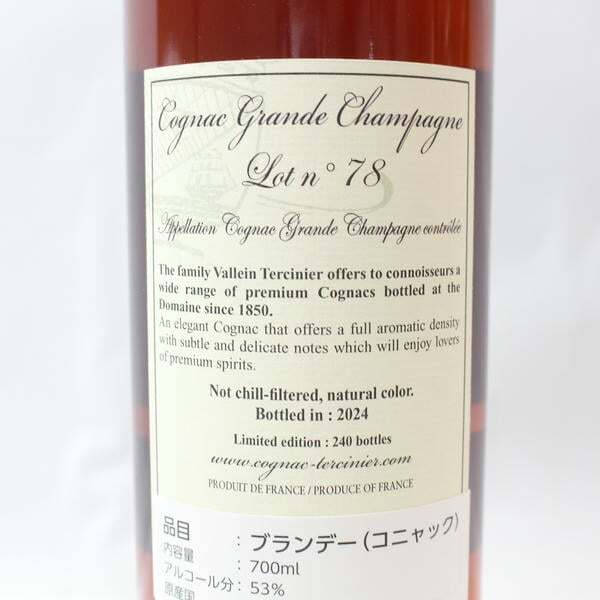 Cognac Grande Champagne
Lot n° 78
Appellation Cognac Grande Champagne contrôlée
The family Vallein Tercinier offers to connoisseurs a
wide range of premium Cognacs bottled at the
Domaine since 1850.
An elegant Cognac that offers a full aromatic density
with subtle and delicate notes which will enjoy lovers
of premium spirits.
Not chill-filtered, natural color.
Bottled in : 2024
Limited edition : 240 bottles
www.cognac-tercinier.com
PRODUIT DE FRANCE / PRODUCE OF FRANCE
品目 : ブランデー(コニャック)
内容量 : 700ml
アルコール分 : 53%
原産国